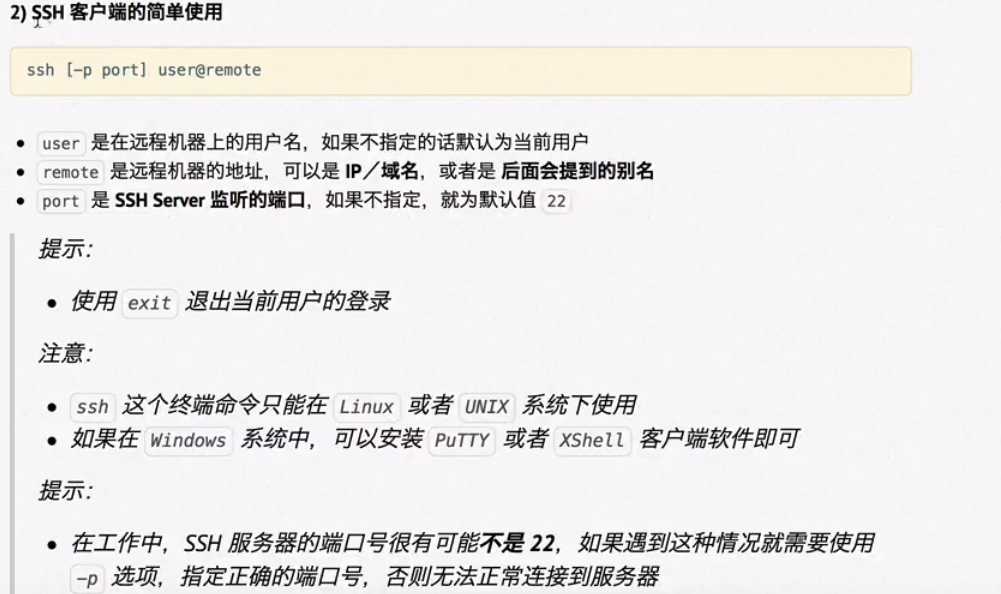 2) SSH 客户端的简单使用
ssh [-p port] user@remote
user 是在远程机器上的用户名，如果不指定的话默认为当前用户
remote 是远程机器的地址，可以是 IP／域名，或者是 后面会提到的别名
port 是 SSH Server 监听的端口，如果不指定，就为默认值 22
提示：
使用 exit 退出当前用户的登录
注意：
ssh 这个终端命令只能在 Linux 或者 UNIX 系统下使用
如果在 Windows 系统中，可以安装 PuTTY 或者 XShell 客户端软件即可
提示：
在工作中，SSH 服务器的端口号很有可能不是 22，如果遇到这种情况就需要使用
-p 选项，指定正确的端口号，否则无法正常连接到服务器